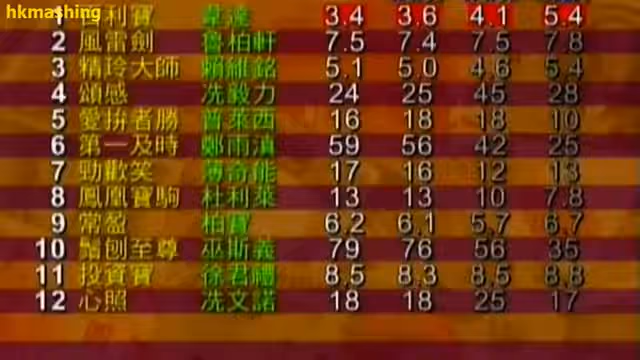 hkmashing
利寶 韋達 3.4 3.6 4.1 5.4
2 風雷劍 魯柏軒 7.5 7.4 7.5 7.8
3 精玲大師 賴維銘 5.1 5.0 4.6 5.4
4 頌感 冼毅力 24 25 45 28
5 愛拚者勝 普萊西 16 18 18 10
6 第一及時 鄭雨滇 59 56 42 25
7 勁歡笑 薄奇能 17 16 12 13
8 鳳凰寶駒 杜利萊 13 13 10 7.8
9 常盈 柏寶 6.2 6.1 5.7 6.7
10 鬚刨至尊 巫斯義 79 76 56 35
11 投資寶 徐君禮 8.5 8.3 8.5 8.8
12 心照 冼文諾 18 18 25 17